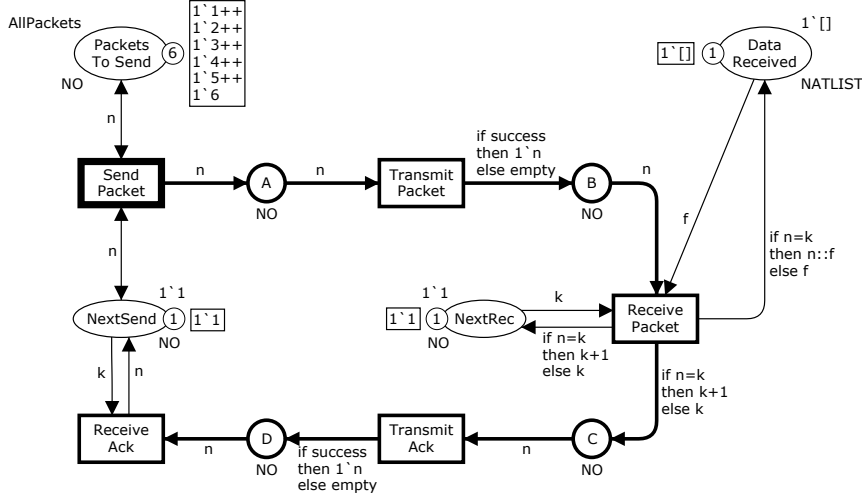 AllPackets
Packets
To Send
6
1`1++
1`2++
1`3++
1`4++
1`5++
1`6
NO
1`[]
1`[]
1
Data
Received
NATLIST
n
Send
Packet
n
A
NO
n
Transmit
Packet
if success
then 1`n
else empty
B
NO
n
f
if n=k
then n::f
else f
n
1`1
NextSend
1
1`1
NO
1`1
1`1
1
NextRec
NO
k
if n=k
then k+1
else k
Receive
Packet
if n=k
then k+1
else k
k
n
Receive
Ack
n
D
NO
if success
then 1`n
else empty
Transmit
Ack
n
C
NO